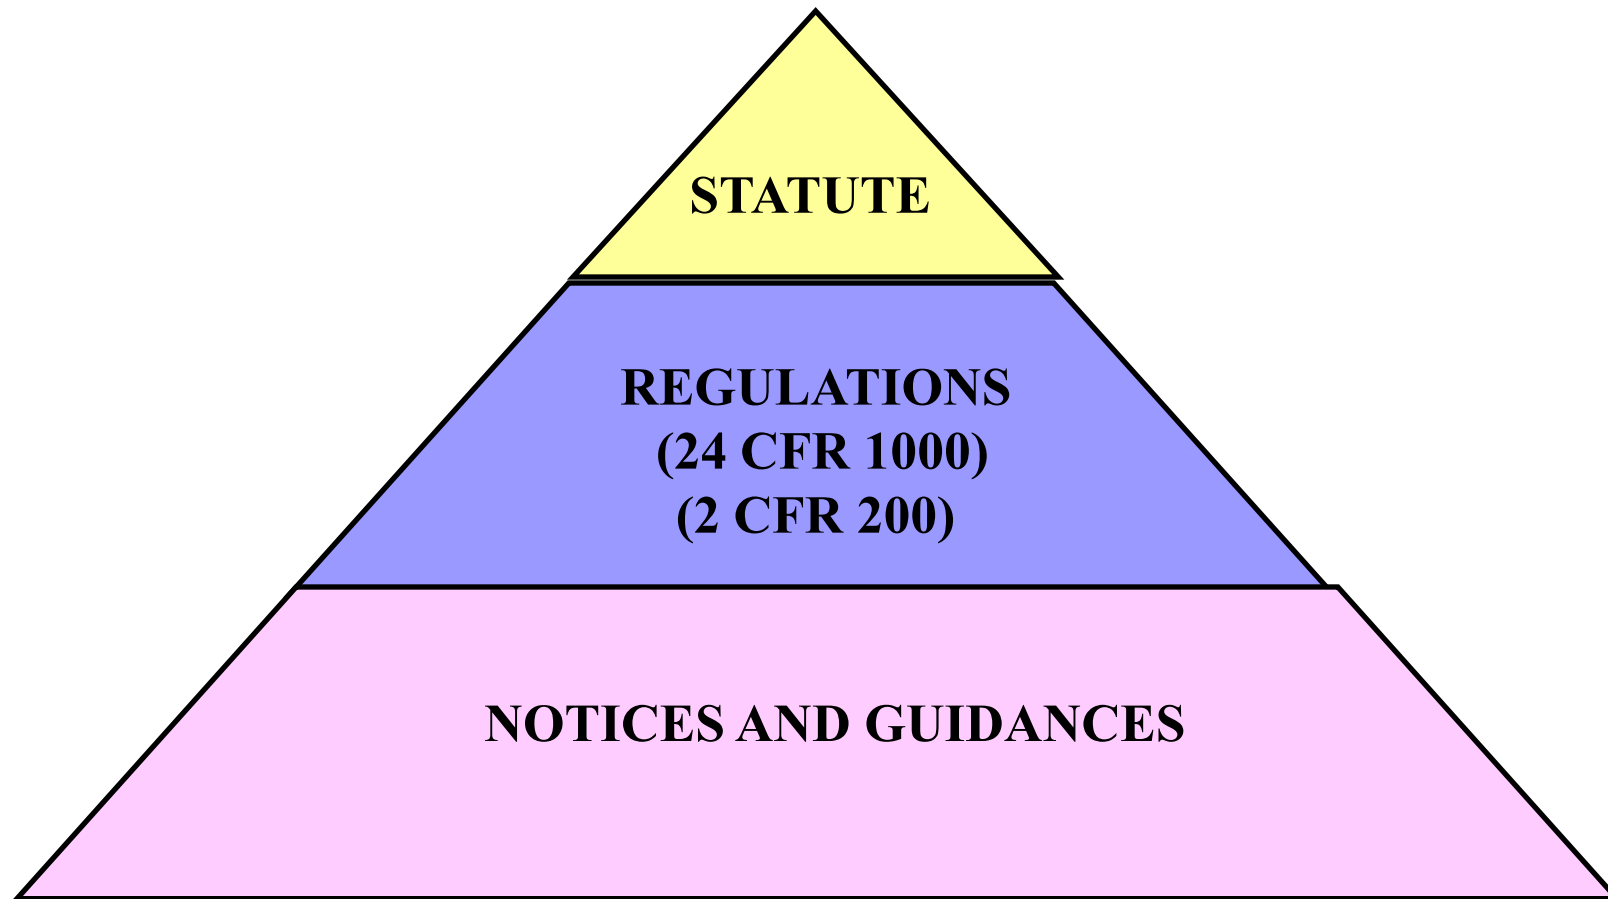 STATUTE
REGULATIONS
(24 CFR 1000)
(2 CFR 200)
NOTICES AND GUIDANCES